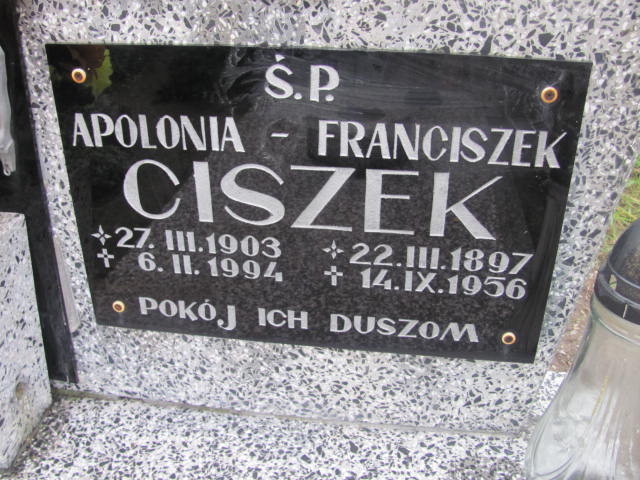 Ś.P.
APOLONIA - FRANCISZEK
CISZEK
27. III. 1903 22. III. 1897
6. II. 1994 14. IX. 1956
POKÓJ ICH DUSZOM